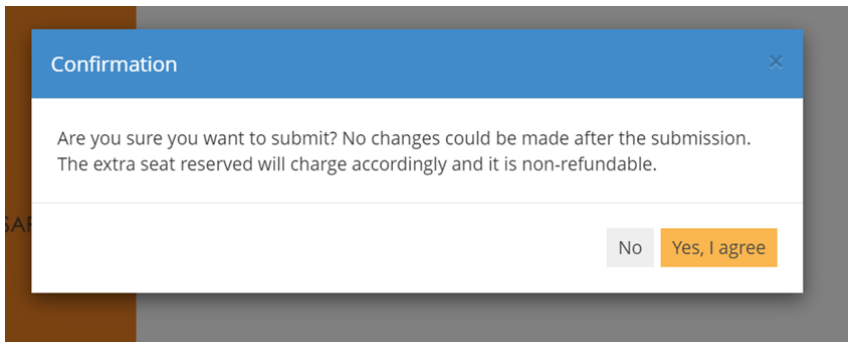 Confirmation ×
Are you sure you want to submit? No changes could be made after the submission.
The extra seat reserved will charge accordingly and it is non-refundable.
No Yes, I agree